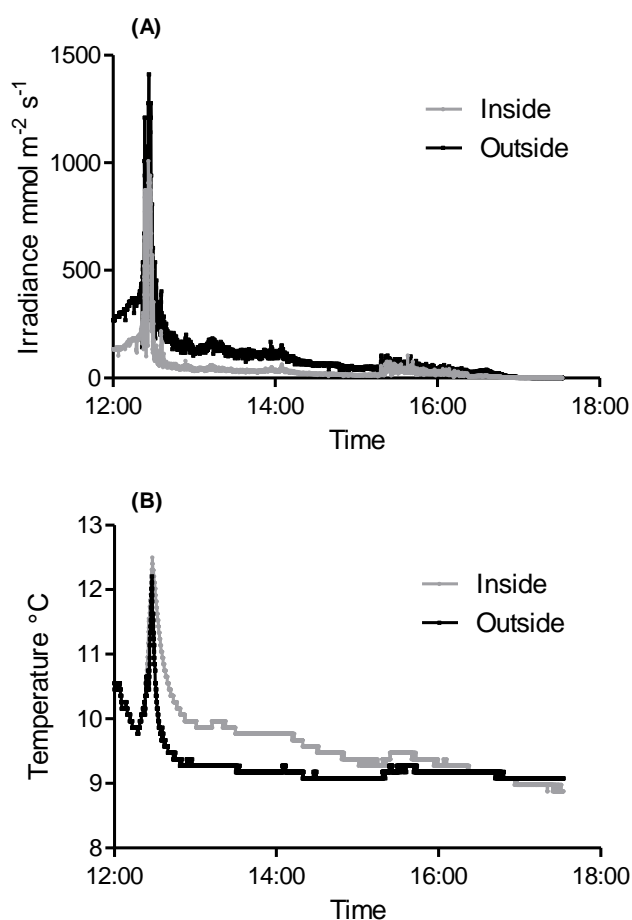 (A)
Irradiance mmol m⁻² s⁻¹
1500
1000
500
0
Inside
Outside
12:00 14:00 16:00 18:00
Time
(B)
Temperature °C
13
12
11
10
9
8
Inside
Outside
12:00 14:00 16:00 18:00
Time